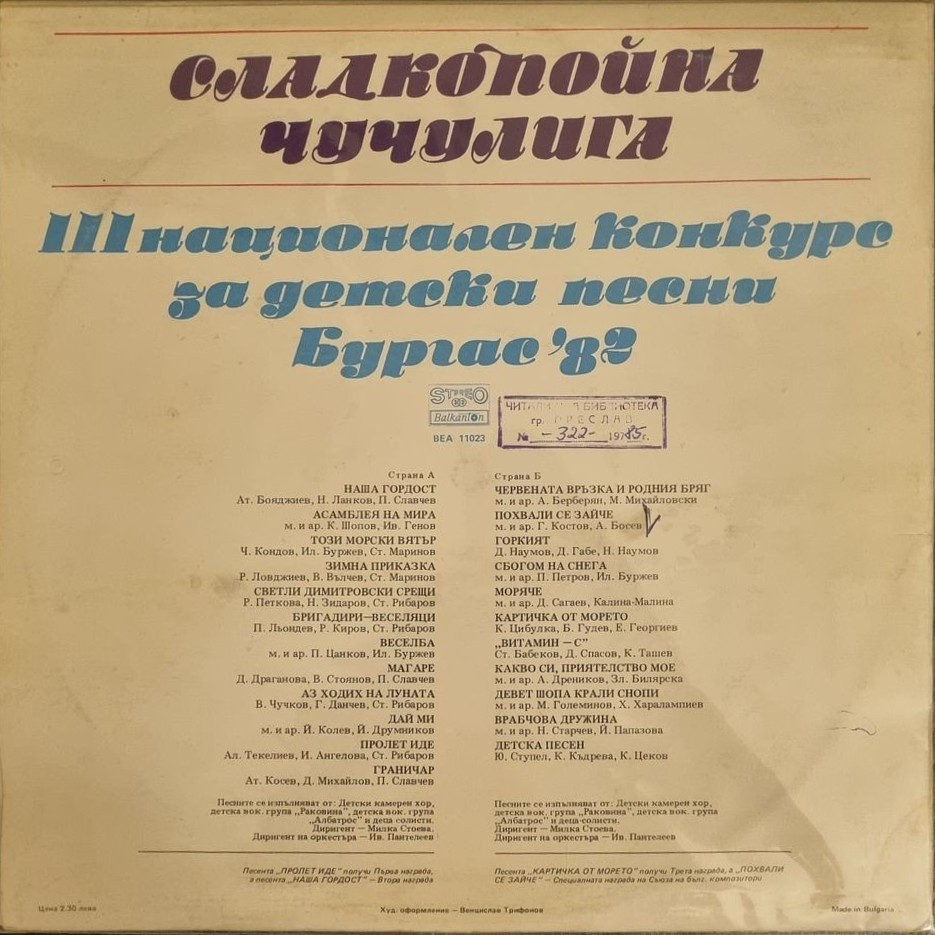 СЛАДКОПОЙНА
ЧУЧУЛИГА
III национален конкурс
за детски песни
Бургас '82
STEREO
Balkanton
ВЕА 11023
БИБЛИОТЕКА
гр. ПРЕСЛАВ
№ -322- 1985г.
Страна А
НАША ГОРДОСТ
Ат. Бояджиев, Н. Ланков, П. Славчев
АСАМБЛЕЯ НА МИРА
м. и ар. К. Шопов, Ив. Генов
ТОЗИ МОРСКИ ВЯТЪР
Ч. Кондов, Ил. Буржев, Ст. Маринов
ЗИМНА ПРИКАЗКА
Р. Ловджиев, В. Вълчев, Ст. Маринов
СВЕТЛИ ДИМИТРОВСКИ СРЕЩИ
Р. Петкова, Н. Зидаров, Ст. Рибаров
БРИГАДИРИ—ВЕСЕЛЯЦИ
П. Льондев, Р. Киров, Ст. Рибаров
ВЕСЕЛБА
м. и ар. П. Цанков, Ил. Буржев
МАГАРЕ
Д. Драганова, В. Стоянов, П. Славчев
АЗ ХОДИХ НА ЛУНАТА
В. Чучков, Г. Данчев, Ст. Рибаров
ДАЙ МИ
м. и ар. Й. Колев, Й. Друмников
ПРОЛЕТ ИДЕ
Ал. Текелиев, И. Ангелова, Ст. Рибаров
ГРАНИЧАР
Ат. Косев, Д. Михайлов, П. Славчев
Песните се изпълняват от: Детски камерен хор,
детска вок. група „Раковина", детска вок. група
„Албатрос" и деца-солисти.
Диригент — Милка Стоева.
Диригент на оркестъра — Ив. Пантелеев
Песента „ПРОЛЕТ ИДЕ" получи Първа награда,
а песента „НАША ГОРДОСТ" — Втора награда
Страна Б
ЧЕРВЕНАТА ВРЪЗКА И РОДНИЯ БРЯГ
м. и ар. А. Берберян, М. Михайловски
ПОХВАЛИ СЕ ЗАЙЧЕ
м. и ар. Г. Костов, А. Босев
ГОРКИЯТ
Д. Наумов, Д. Габе, Н. Наумов
СБОГОМ НА СНЕГА
м. и ар. П. Петров, Ил. Буржев
МОРЯЧЕ
м. и ар. Д. Сагаев, Калина-Малина
КАРТИЧКА ОТ МОРЕТО
К. Цибулка, Б. Гудев, Е. Георгиев
„ВИТАМИН — С"
Ст. Бабеков, Д. Спасов, К. Ташев
КАКВО СИ, ПРИЯТЕЛСТВО МОЕ
м. и ар. А. Дреников, Зл. Билярска
ДЕВЕТ ШОПА КРАЛИ СНОПИ
м. и ар. М. Големинов, Х. Харалампиев
ВРАБЧОВА ДРУЖИНА
м. и ар. Н. Старчев, Й. Папазова
ДЕТСКА ПЕСЕН
Ю. Ступел, К. Къдрева, К. Цеков
Песните се изпълняват от: Детски камерен хор,
детска вок. група „Раковина", детска вок. група
„Албатрос" и деца-солисти.
Диригент — Милка Стоева.
Диригент на оркестъра — Ив. Пантелеев
Песента „КАРТИЧКА ОТ МОРЕТО" получи Трета награда, а „ПОХВАЛИ
СЕ ЗАЙЧЕ" — Специалната награда на Съюза на бълг. композитори
Цена 2.30 лева
Худ. оформление — Венцислав Трифонов
Made in Bulgaria